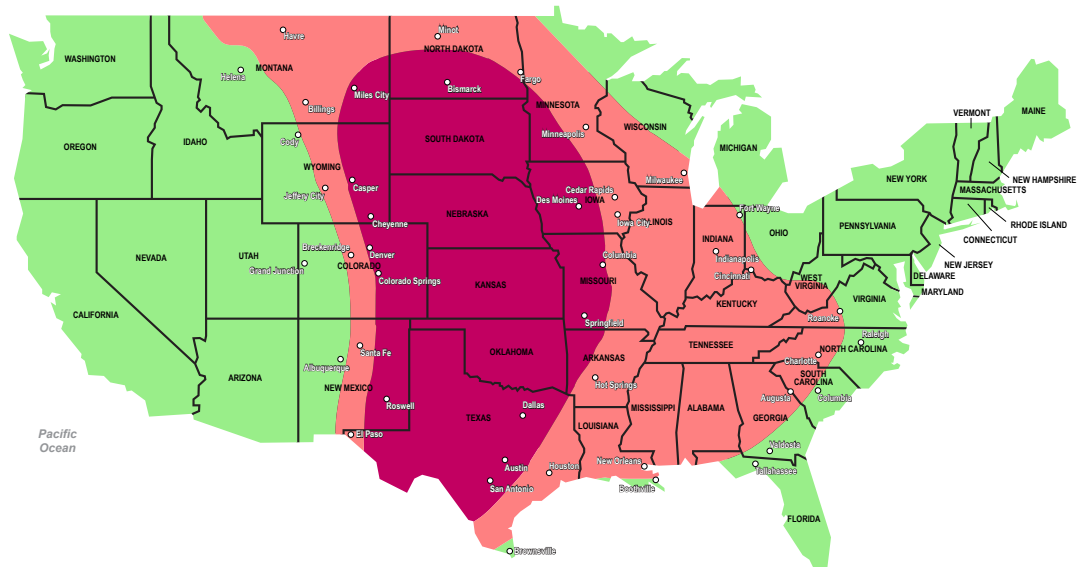 Havre
Minot
NORTH DAKOTA
WASHINGTON
MONTANA
Helena
Fargo
Miles City
Bismarck
Billings
MINNESOTA
MAINE
VERMONT
Minneapolis
WISCONSIN
Cody
SOUTH DAKOTA
OREGON
IDAHO
MICHIGAN
WYOMING
Milwaukee
NEW YORK
NEW HAMPSHIRE
Casper
Jeffery City
Cedar Rapids
MASSACHUSETTS
Des Moines
IOWA
NEBRASKA
Fort Wayne
Cheyenne
Iowa City
ILLINOIS
RHODE ISLAND
PENNSYLVANIA
OHIO
INDIANA
CONNECTICUT
Breckenridge
Denver
NEVADA
UTAH
Columbia
Indianapolis
COLORADO
Grand Junction
NEW JERSEY
Colorado Springs
KANSAS
MISSOURI
Cincinnati
WEST
VIRGINIA
DELAWARE
MARYLAND
VIRGINIA
KENTUCKY
CALIFORNIA
Springfield
Roanoke
Raleigh
TENNESSEE
NORTH CAROLINA
Santa Fe
OKLAHOMA
ARKANSAS
Charlotte
Albuquerque
SOUTH
CAROLINA
ARIZONA
NEW MEXICO
Hot Springs
Roswell
Augusta
Columbia
Dallas
MISSISSIPPI
ALABAMA
TEXAS
GEORGIA
LOUISIANA
Pacific
Ocean
El Paso
Valdosta
Austin
Houston
New Orleans
Tallahassee
San Antonio
Boothville
FLORIDA
Brownsville